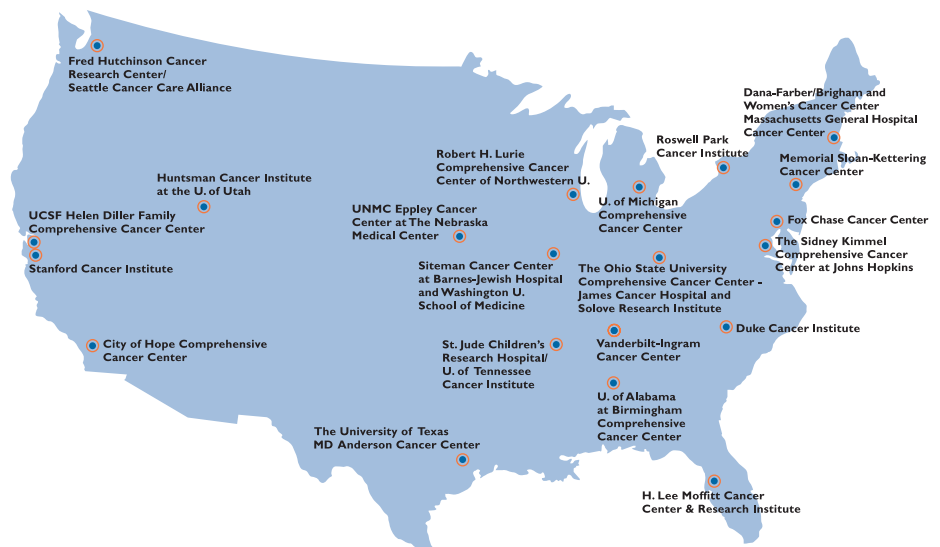 Fred Hutchinson Cancer
Research Center/
Seattle Cancer Care Alliance
Dana-Farber/Brigham and
Women's Cancer Center
Massachusetts General Hospital
Cancer Center
Roswell Park
Cancer Institute
Memorial Sloan-Kettering
Cancer Center
Robert H. Lurie
Comprehensive Cancer
Center of Northwestern U.
Huntsman Cancer Institute
at the U. of Utah
U. of Michigan
Comprehensive
Cancer Center
UCSF Helen Diller Family
Comprehensive Cancer Center
UNMC Eppley Cancer
Center at The Nebraska
Medical Center
Fox Chase Cancer Center
The Sidney Kimmel
Comprehensive Cancer
Center at Johns Hopkins
Stanford Cancer Institute
Siteman Cancer Center
at Barnes-Jewish Hospital
and Washington U.
School of Medicine
The Ohio State University
Comprehensive Cancer Center -
James Cancer Hospital and
Solove Research Institute
Duke Cancer Institute
City of Hope Comprehensive
Cancer Center
St. Jude Children's
Research Hospital/
U. of Tennessee
Cancer Institute
Vanderbilt-Ingram
Cancer Center
U. of Alabama
at Birmingham
Comprehensive
Cancer Center
The University of Texas
MD Anderson Cancer Center
H. Lee Moffitt Cancer
Center & Research Institute